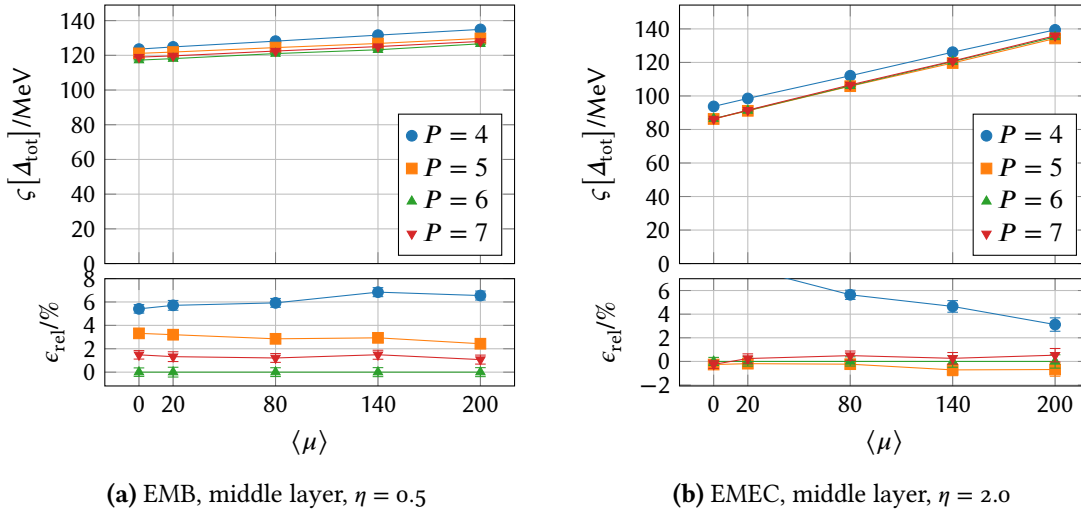 140
120
100
80
60
40
20
0
ς[Δtot]/MeV
P = 4
P = 5
P = 6
P = 7
8
6
4
2
0
ϵrel/%
0 20 80 140 200
⟨μ⟩
(a) EMB, middle layer, η = 0.5
140
120
100
80
60
40
20
0
ς[Δtot]/MeV
P = 4
P = 5
P = 6
P = 7
6
4
2
0
−2
ϵrel/%
0 20 80 140 200
⟨μ⟩
(b) EMEC, middle layer, η = 2.0